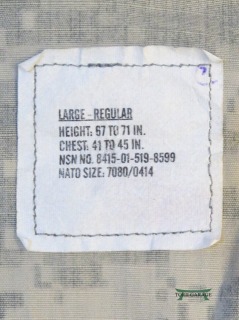 LARGE - REGULAR
HEIGHT: 67 TO 71 IN.
CHEST: 41 TO 45 IN.
NSN NO. 8415-01-519-8599
NATO SIZE: 7080/0414